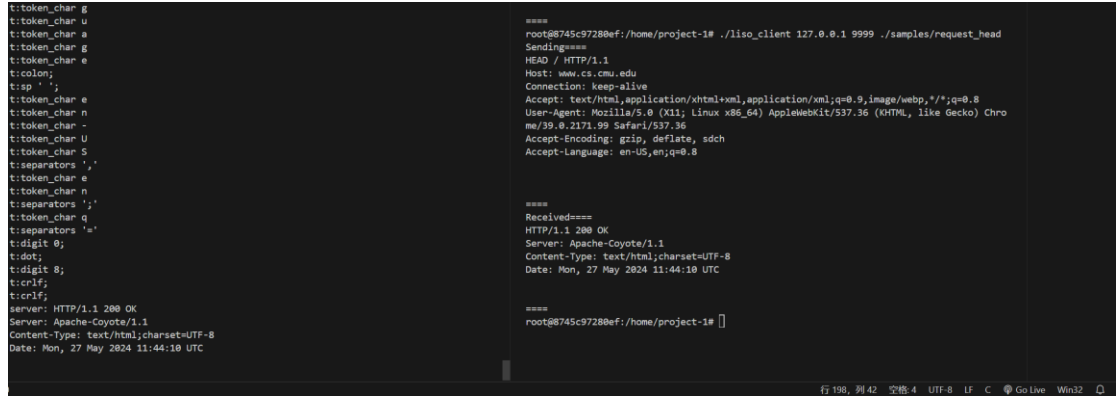 t:token_char g
t:token_char u
t:token_char a
t:token_char g
t:token_char e
t:colon;
t:sp ' ';
t:token_char e
t:token_char n
t:token_char -
t:token_char U
t:token_char S
t:separators ','
t:token_char e
t:token_char n
t:separators ';'
t:token_char q
t:separators '='
t:digit 0;
t:dot;
t:digit 8;
t:crlf;
t:crlf;
server: HTTP/1.1 200 OK
Server: Apache-Coyote/1.1
Content-Type: text/html;charset=UTF-8
Date: Mon, 27 May 2024 11:44:10 UTC
====
root@8745c97280ef:/home/project-1# ./liso_client 127.0.0.1 9999 ./samples/request_head
Sending====
HEAD / HTTP/1.1
Host: www.cs.cmu.edu
Connection: keep-alive
Accept: text/html,application/xhtml+xml,application/xml;q=0.9,image/webp,*/*;q=0.8
User-Agent: Mozilla/5.0 (X11; Linux x86_64) AppleWebKit/537.36 (KHTML, like Gecko) Chro
me/39.0.2171.99 Safari/537.36
Accept-Encoding: gzip, deflate, sdch
Accept-Language: en-US,en;q=0.8
====
Received====
HTTP/1.1 200 OK
Server: Apache-Coyote/1.1
Content-Type: text/html;charset=UTF-8
Date: Mon, 27 May 2024 11:44:10 UTC
====
root@8745c97280ef:/home/project-1#
行 198，列 42 空格: 4 UTF-8 LF C Go Live Win32